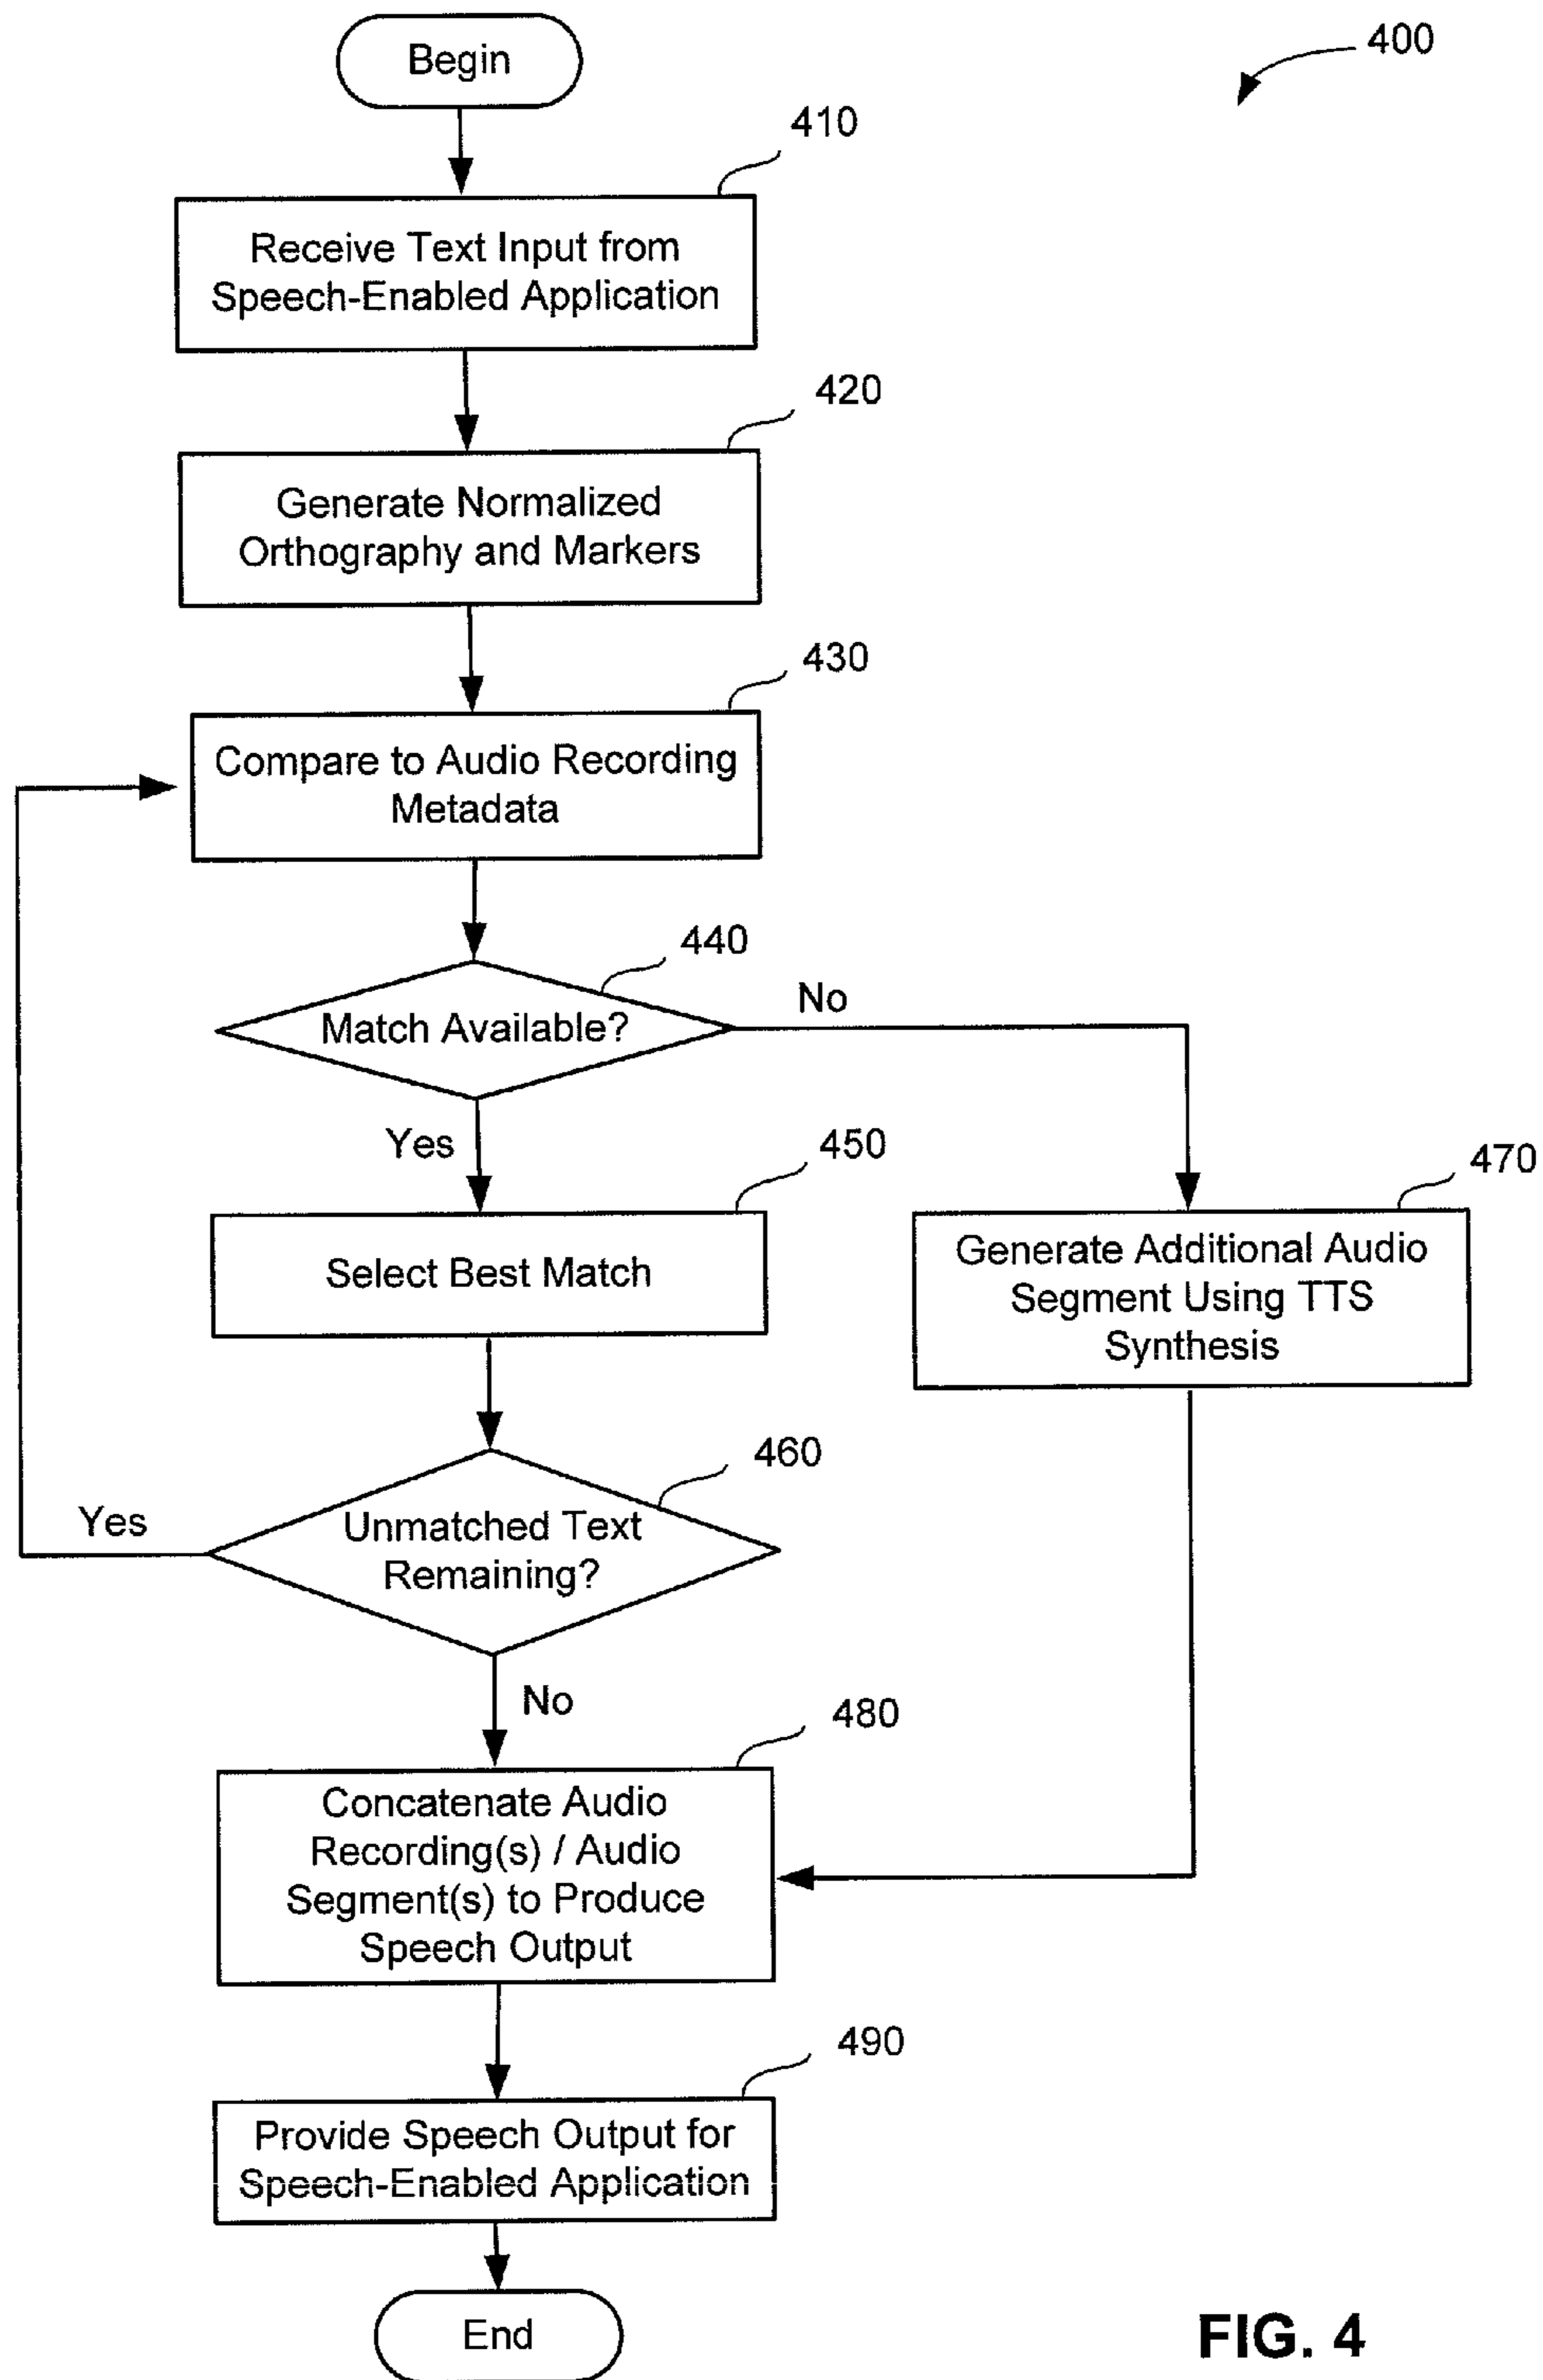 Begin
400
410
Receive Text Input from
Speech-Enabled Application
420
Generate Normalized
Orthography and Markers
430
Compare to Audio Recording
Metadata
440
Match Available?
No
Yes
450
Select Best Match
470
Generate Additional Audio
Segment Using TTS
Synthesis
460
Unmatched Text
Remaining?
Yes
No
480
Concatenate Audio
Recording(s) / Audio
Segment(s) to Produce
Speech Output
490
Provide Speech Output for
Speech-Enabled Application
End
FIG. 4